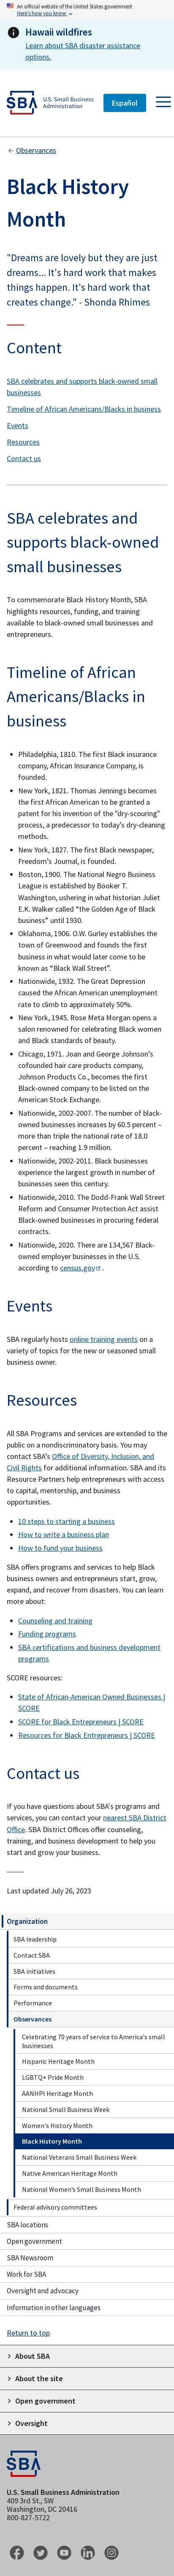 An official website of the United States government
Here's how you know
Hawaii wildfires
Learn about SBA disaster assistance
options.
SBA
U.S. Small Business
Administration
Español
Observances
Black History
Month
"Dreams are lovely but they are just
dreams... It's hard work that makes
things happen. It's hard work that
creates change." - Shonda Rhimes
Content
SBA celebrates and supports black-owned small
businesses
Timeline of African Americans/Blacks in business
Events
Resources
Contact us
SBA celebrates and
supports black-owned
small businesses
To commemorate Black History Month, SBA
highlights resources, funding, and training
available to black-owned small businesses and
entrepreneurs.
Timeline of African
Americans/Blacks in
business
• Philadelphia, 1810. The first Black insurance
company, African Insurance Company, is
founded.
• New York, 1821. Thomas Jennings becomes
the first African American to be granted a
patent for his invention of the "dry-scouring"
process, a predecessor to today's dry-cleaning
methods.
• New York, 1827. The first Black newspaper,
Freedom's Journal, is founded.
• Boston, 1900. The National Negro Business
League is established by Booker T.
Washington, ushering in what historian Juliet
E.K. Walker called “the Golden Age of Black
Business” until 1930.
• Oklahoma, 1906. O.W. Gurley establishes the
town of Greenwood and founds the first
business in what would later come to be
known as “Black Wall Street”.
• Nationwide, 1932. The Great Depression
caused the African American unemployment
rate to climb to approximately 50%.
• New York, 1945. Rose Meta Morgan opens a
salon renowned for celebrating Black women
and Black standards of beauty.
• Chicago, 1971. Joan and George Johnson’s
cofounded hair care products company,
Johnson Products Co., becomes the first
Black-owned company to be listed on the
American Stock Exchange.
• Nationwide, 2002-2007. The number of black-
owned businesses increases by 60.5 percent –
more than triple the national rate of 18.0
percent – reaching 1.9 million.
• Nationwide, 2002-2011. Black businesses
experience the largest growth in number of
businesses seen this century.
• Nationwide, 2010. The Dodd-Frank Wall Street
Reform and Consumer Protection Act assist
Black businesses in procuring federal
contracts.
• Nationwide, 2020. There are 134,567 Black-
owned employer businesses in the U.S.
according to census.gov .
Events
SBA regularly hosts online training events on a
variety of topics for the new or seasoned small
business owner.
Resources
All SBA Programs and services are extended to the
public on a nondiscriminatory basis. You may
contact SBA’s Office of Diversity, Inclusion, and
Civil Rights for additional information. SBA and its
Resource Partners help entrepreneurs with access
to capital, mentorship, and business
opportunities.
• 10 steps to starting a business
• How to write a business plan
• How to fund your business
SBA offers programs and services to help Black
business owners and entrepreneurs start, grow,
expand, and recover from disasters. You can learn
more about:
• Counseling and training
• Funding programs
• SBA certifications and business development
programs
SCORE resources:
• State of African-American Owned Businesses |
SCORE
• SCORE for Black Entrepreneurs | SCORE
• Resources for Black Entrepreneurs | SCORE
Contact us
If you have questions about SBA's programs and
services, you can contact your nearest SBA District
Office. SBA District Offices offer counseling,
training, and business development to help you
start and grow your business.
Last updated July 26, 2023
Organization
SBA leadership
Contact SBA
SBA initiatives
Forms and documents
Performance
Observances
Celebrating 70 years of service to America's small
businesses
Hispanic Heritage Month
LGBTQ+ Pride Month
AANHPI Heritage Month
National Small Business Week
Women's History Month
Black History Month
National Veterans Small Business Week
Native American Heritage Month
National Women’s Small Business Month
Federal advisory committees
SBA locations
Open government
SBA Newsroom
Work for SBA
Oversight and advocacy
Information in other languages
Return to top
About SBA
About the site
Open government
Oversight
SBA
U.S. Small Business Administration
409 3rd St., SW
Washington, DC 20416
800-827-5722